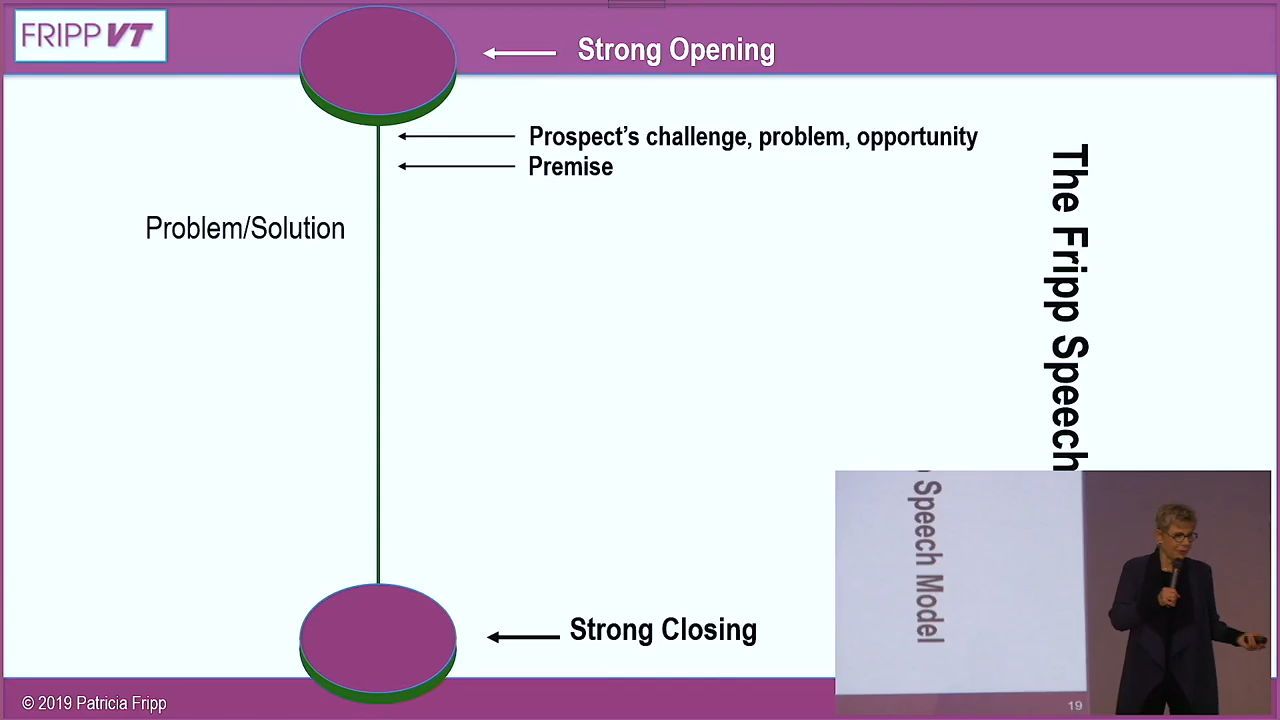 FRIPP VT
Strong Opening
Prospect's challenge, problem, opportunity
Premise
Problem/Solution
The Fripp Speech
Speech Model
Strong Closing
19
© 2019 Patricia Fripp